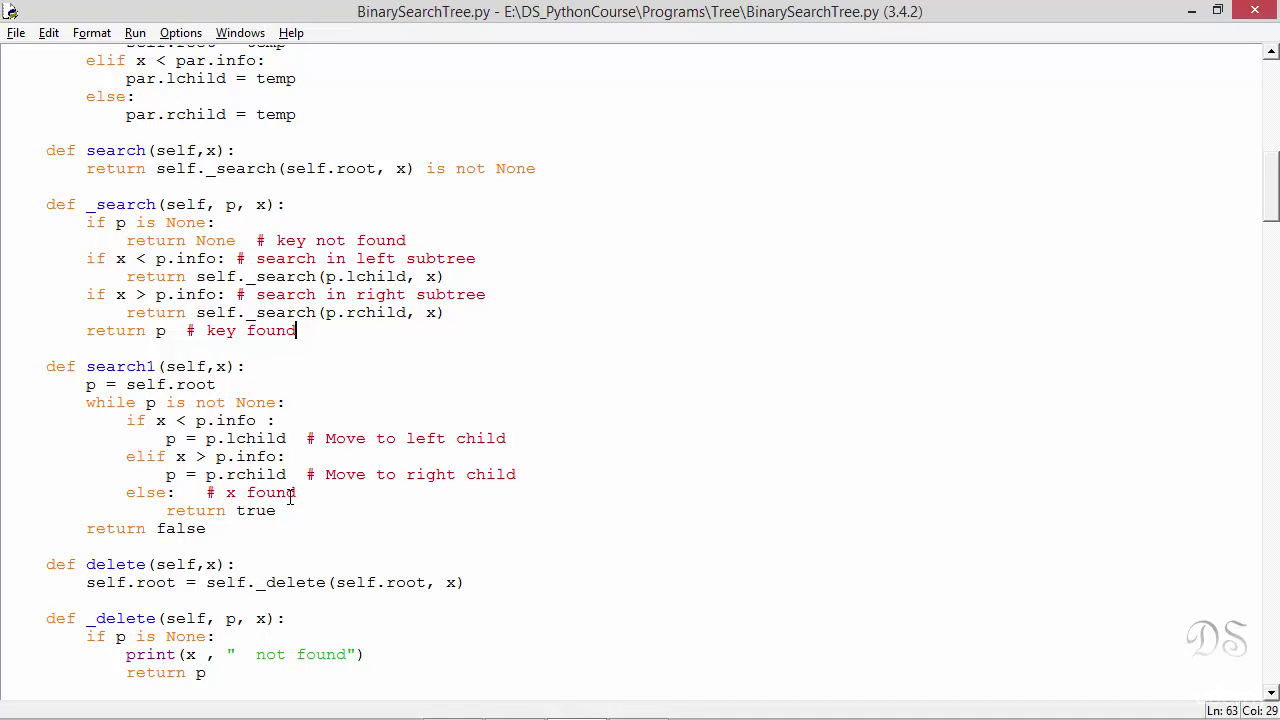 BinarySearchTree.py - E:\DS_PythonCourse\Programs\Tree\BinarySearchTree.py (3.4.2)
File Edit Format Run Options Windows Help
self.root = temp
elif x < par.info:
par.lchild = temp
else:
par.rchild = temp
def search(self,x):
return self._search(self.root, x) is not None
def _search(self, p, x):
if p is None:
return None  # key not found
if x < p.info: # search in left subtree
return self._search(p.lchild, x)
if x > p.info: # search in right subtree
return self._search(p.rchild, x)
return p  # key found
def search1(self,x):
p = self.root
while p is not None:
if x < p.info :
p = p.lchild  # Move to left child
elif x > p.info:
p = p.rchild  # Move to right child
else:   # x found
return true
return false
def delete(self,x):
self.root = self._delete(self.root, x)
def _delete(self, p, x):
if p is None:
print(x , "  not found")
return p
DS
Ln: 63 Col: 29